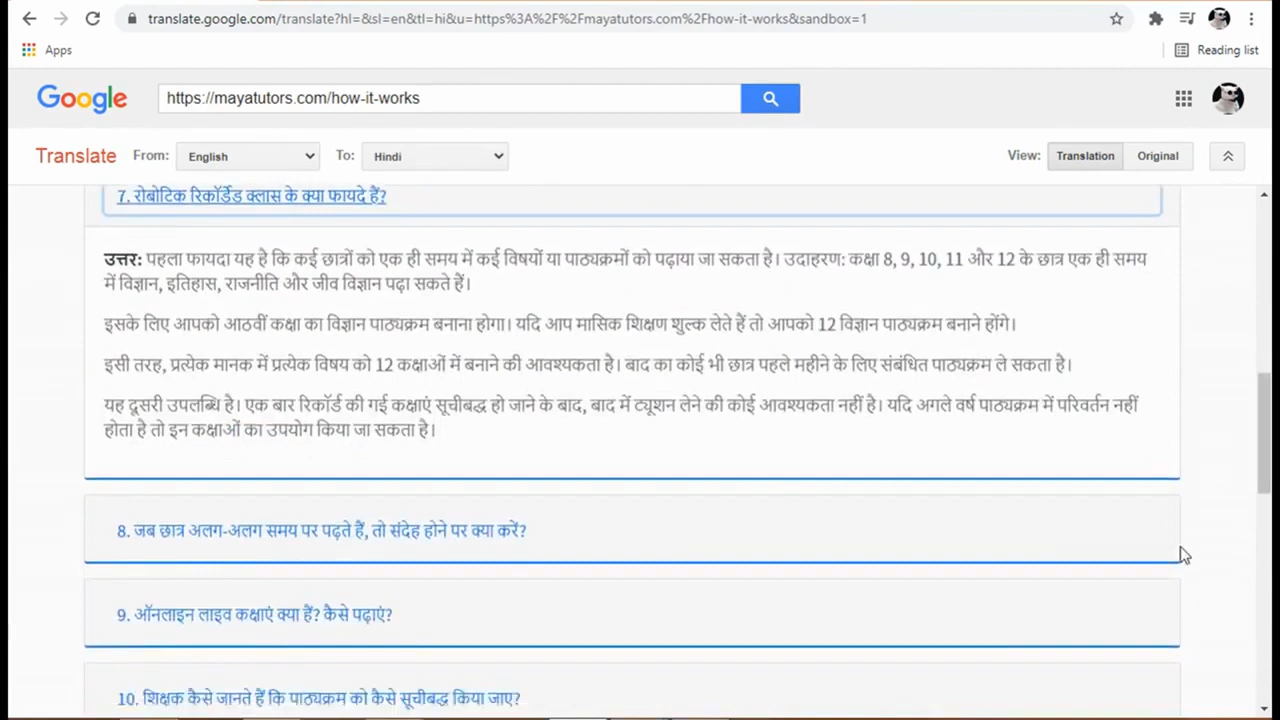 translate.google.com/translate?hl=&sl=en&tl=hi&u=https%3A%2F%2Fmayatutors.com%2Fhow-it-works&sandbox=1
Apps
Reading list
Google
https://mayatutors.com/how-it-works
Translate From: English To: Hindi View: Translation Original
7. रोबोटिक रिकॉर्डेड क्लास के क्या फायदे हैं?
उत्तर: पहला फायदा यह है कि कई छात्रों को एक ही समय में कई विषयों या पाठ्यक्रमों को पढ़ाया जा सकता है। उदाहरण: कक्षा 8, 9, 10, 11 और 12 के छात्र एक ही समय
में विज्ञान, इतिहास, राजनीति और जीव विज्ञान पढ़ा सकते हैं।
इसके लिए आपको आठवीं कक्षा का विज्ञान पाठ्यक्रम बनाना होगा। यदि आप मासिक शिक्षण शुल्क लेते हैं तो आपको 12 विज्ञान पाठ्यक्रम बनाने होंगे।
इसी तरह, प्रत्येक मानक में प्रत्येक विषय को 12 कक्षाओं में बनाने की आवश्यकता है। बाद का कोई भी छात्र पहले महीने के लिए संबंधित पाठ्यक्रम ले सकता है।
यह दूसरी उपलब्धि है। एक बार रिकॉर्ड की गई कक्षाएं सूचीबद्ध हो जाने के बाद, बाद में ट्यूशन लेने की कोई आवश्यकता नहीं है। यदि अगले वर्ष पाठ्यक्रम में परिवर्तन नहीं
होता है तो इन कक्षाओं का उपयोग किया जा सकता है।
8. जब छात्र अलग-अलग समय पर पढ़ते हैं, तो संदेह होने पर क्या करें?
9. ऑनलाइन लाइव कक्षाएं क्या हैं? कैसे पढ़ाएं?
10. शिक्षक कैसे जानते हैं कि पाठ्यक्रम को कैसे सूचीबद्ध किया जाए?